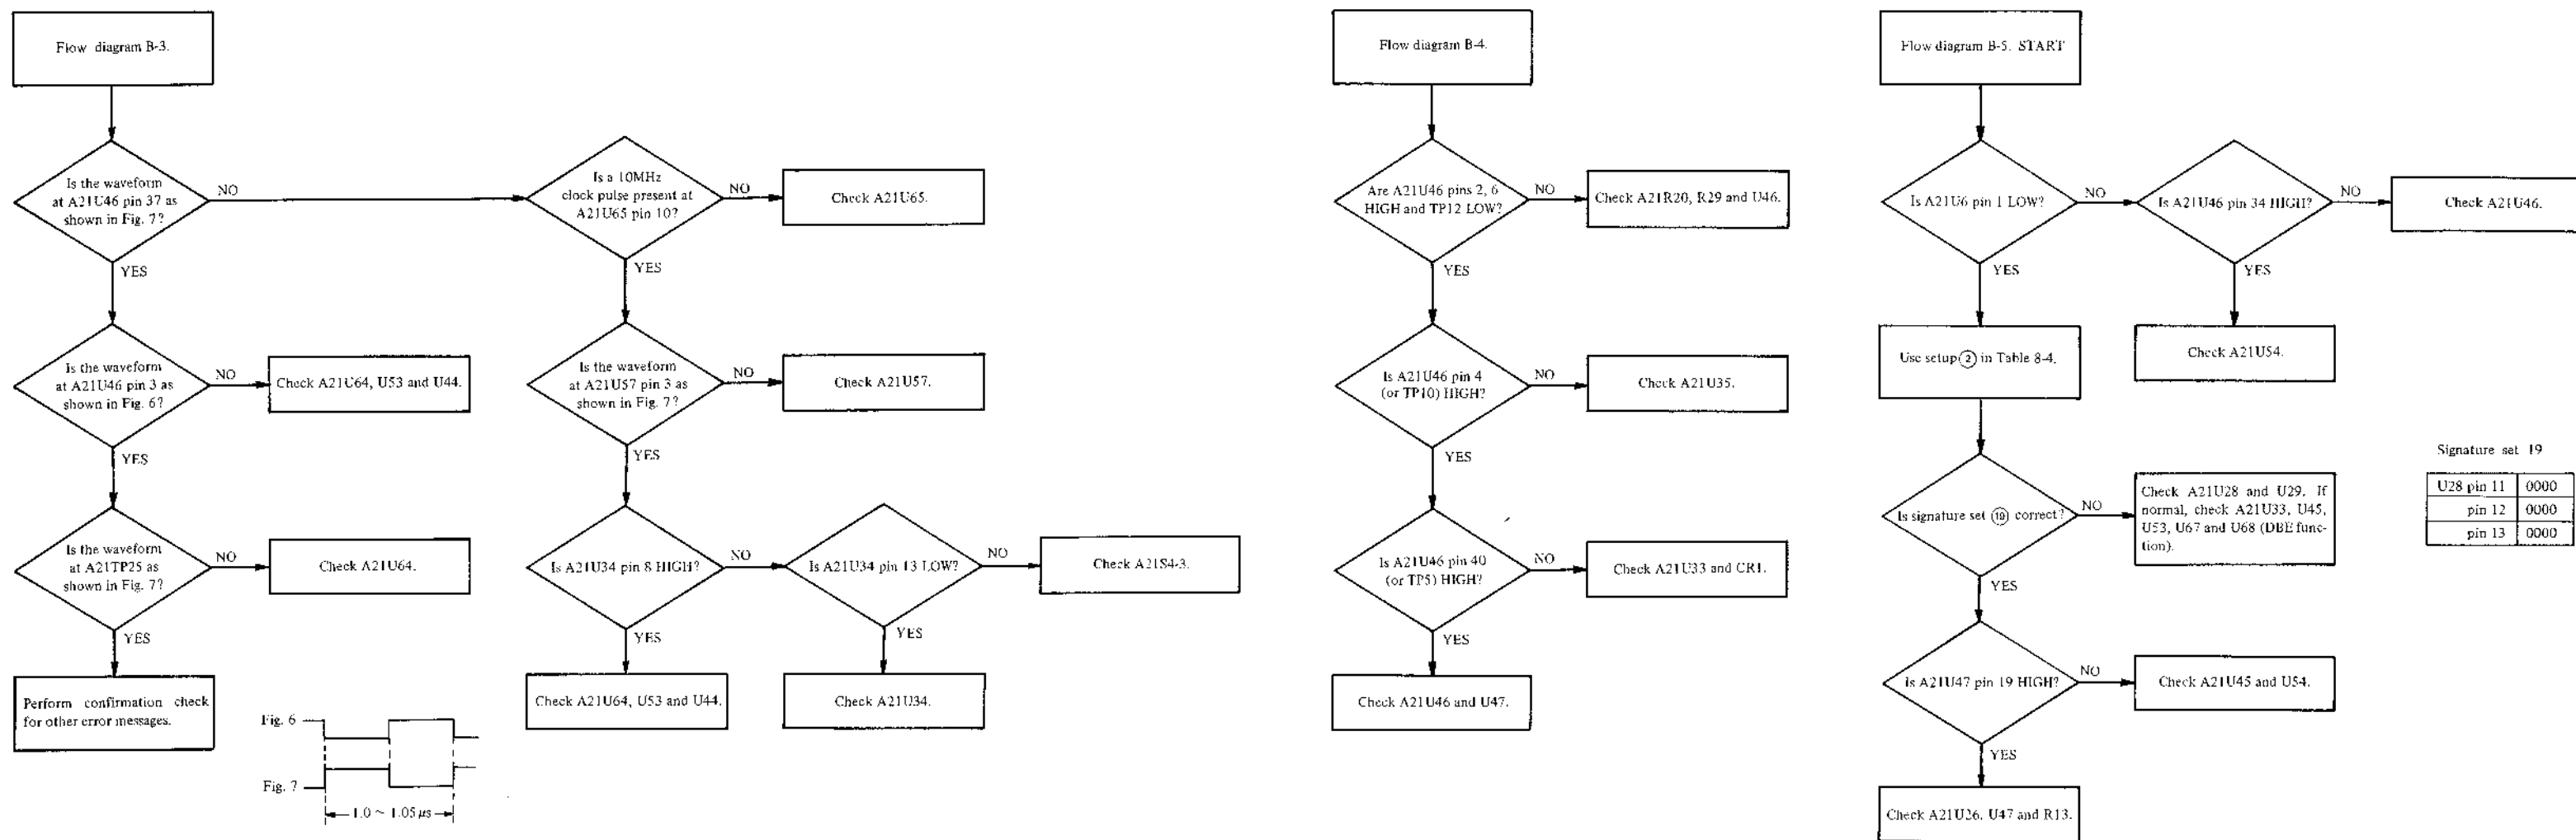 Flow diagram B-3.
Is the waveform
at A21U46 pin 37 as
shown in Fig. 7?
NO
YES
Is a 10MHz
clock pulse present at
A21U65 pin 10?
NO
Check A21U65.
YES
Is the waveform
at A21U46 pin 3 as
shown in Fig. 6?
NO
Check A21U64, U53 and U44.
YES
Is the waveform
at A21U57 pin 3 as
shown in Fig. 7?
NO
Check A21U57.
YES
Is the waveform
at A21TP25 as
shown in Fig. 7?
NO
Check A21U64.
YES
Is A21U34 pin 8 HIGH?
NO
Is A21U34 pin 13 LOW?
NO
Check A21S4-3.
YES
YES
Perform confirmation check
for other error messages.
Check A21U64, U53 and U44.
Check A21U34.
Fig. 6
Fig. 7
1.0 ~ 1.05 µs
Flow diagram B-4.
Are A21U46 pins 2, 6
HIGH and TP12 LOW?
NO
Check A21R20, R29 and U46.
YES
Is A21U46 pin 4
(or TP10) HIGH?
NO
Check A21U35.
YES
Is A21U46 pin 40
(or TP5) HIGH?
NO
Check A21U33 and CR1.
YES
Check A21U46 and U47.
Flow diagram B-5. START
Is A21U6 pin 1 LOW?
NO
Is A21U46 pin 34 HIGH?
NO
Check A21U46.
YES
YES
Use setup ② in Table 8-4.
Check A21U54.
Is signature set ⑲ correct?
NO
Check A21U28 and U29. If
normal, check A21U33, U45,
U53, U67 and U68 (DBE func-
tion).
YES
Signature set 19
U28 pin 11 0000
pin 12 0000
pin 13 0000
Is A21U47 pin 19 HIGH?
NO
Check A21U45 and U54.
YES
Check A21U26, U47 and R13.